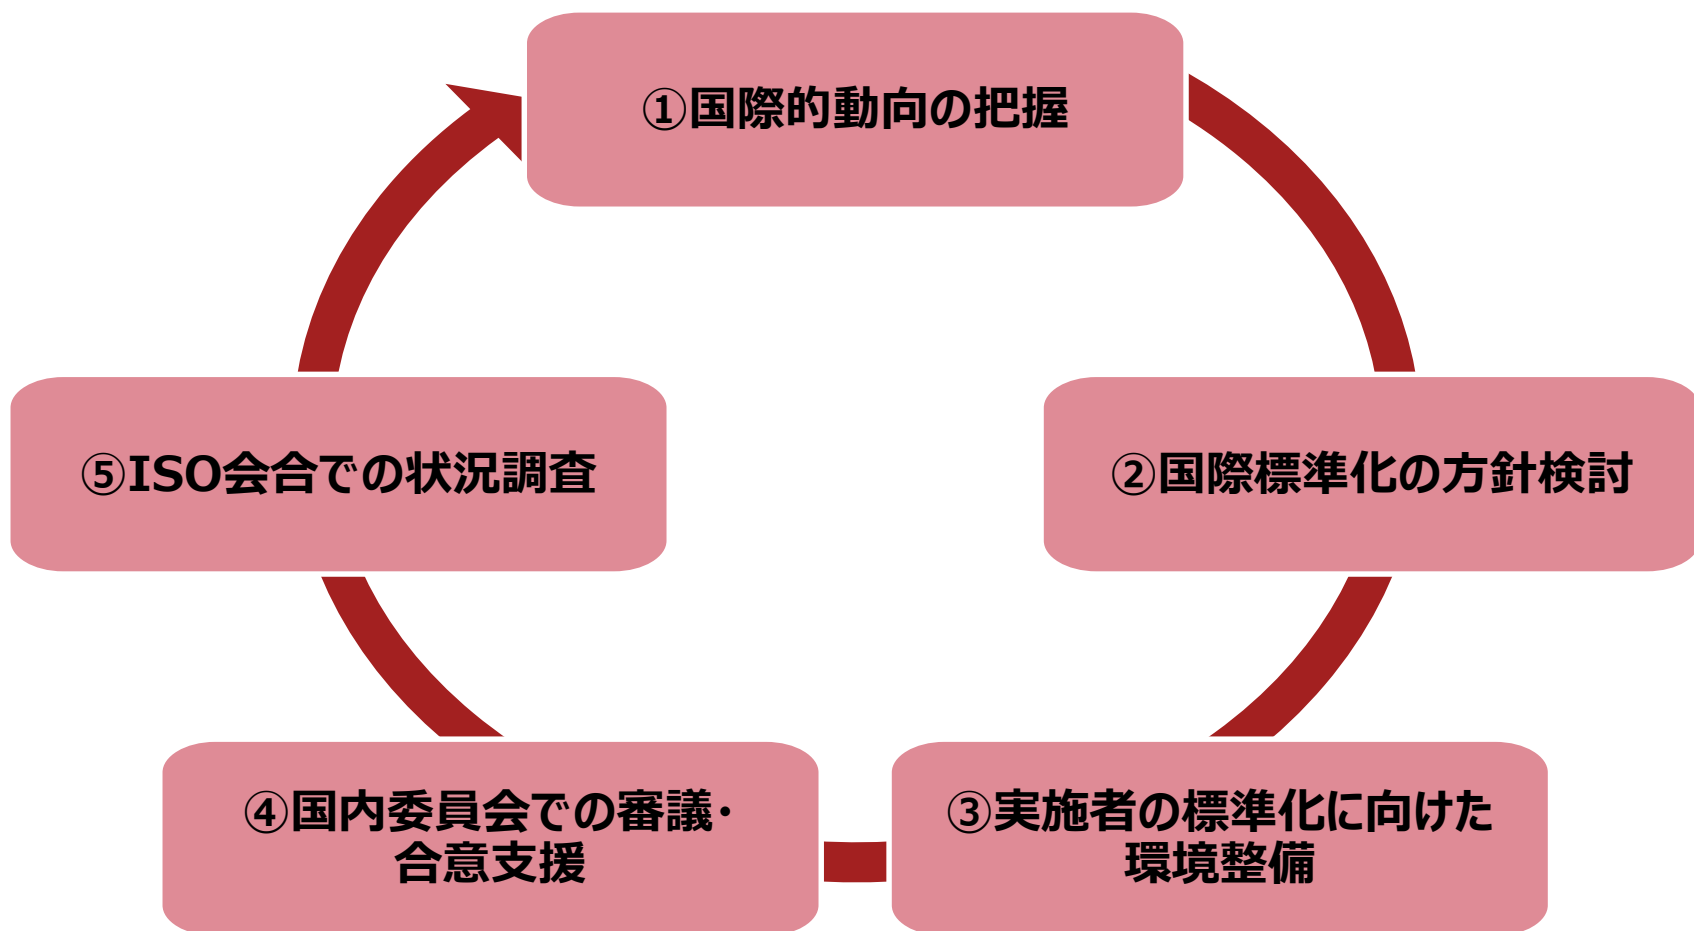 ①国際的動向の把握
②国際標準化の方針検討
③実施者の標準化に向けた
環境整備
④国内委員会での審議・
合意支援
⑤ISO会合での状況調査